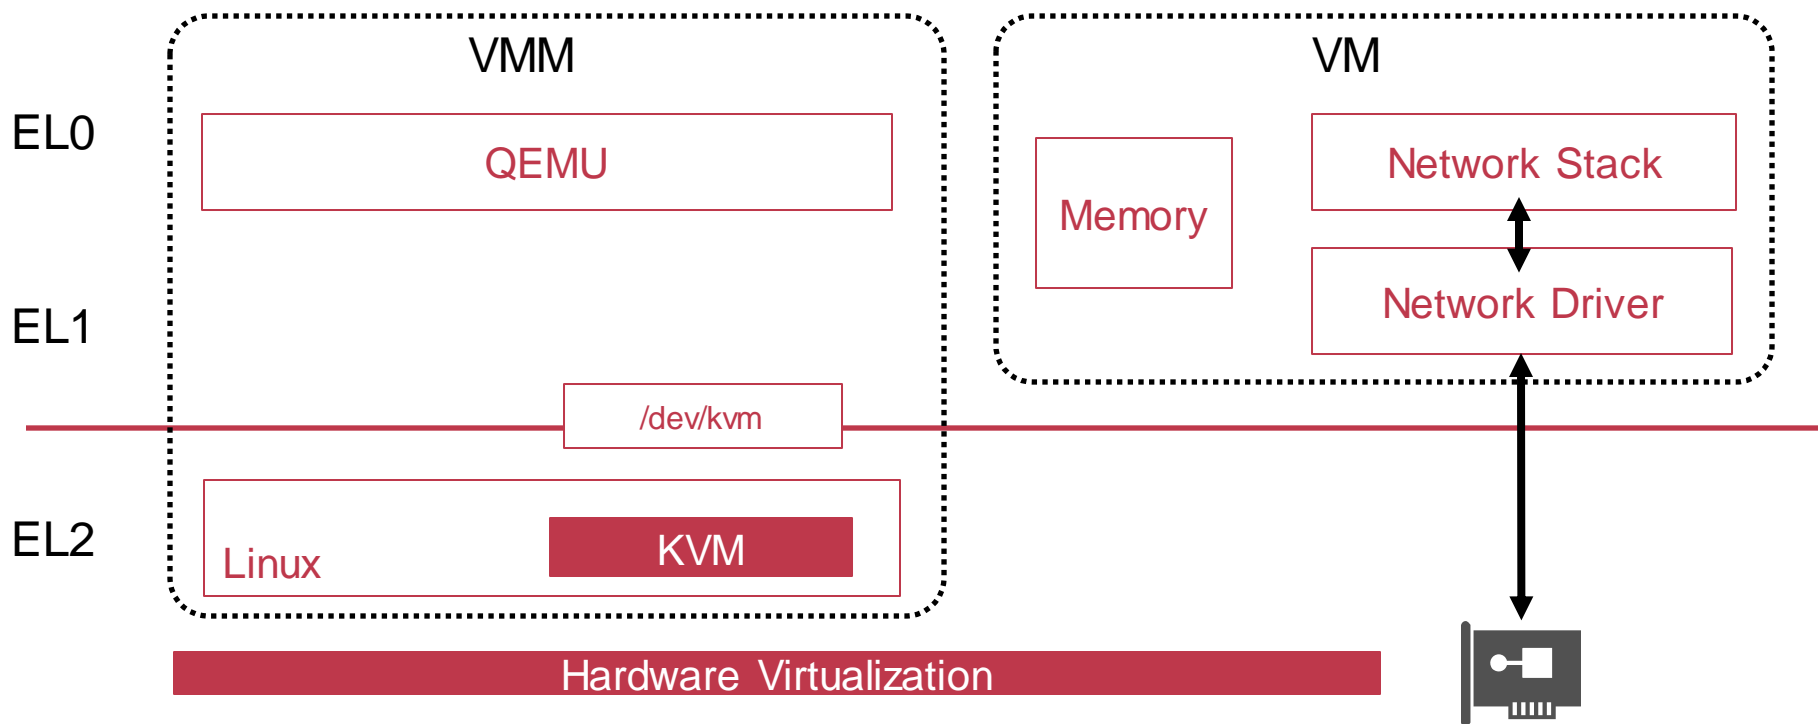 VMM
VM
EL0
QEMU
Network Stack
Memory
Network Driver
EL1
/dev/kvm
EL2
KVM
Linux
Hardware Virtualization